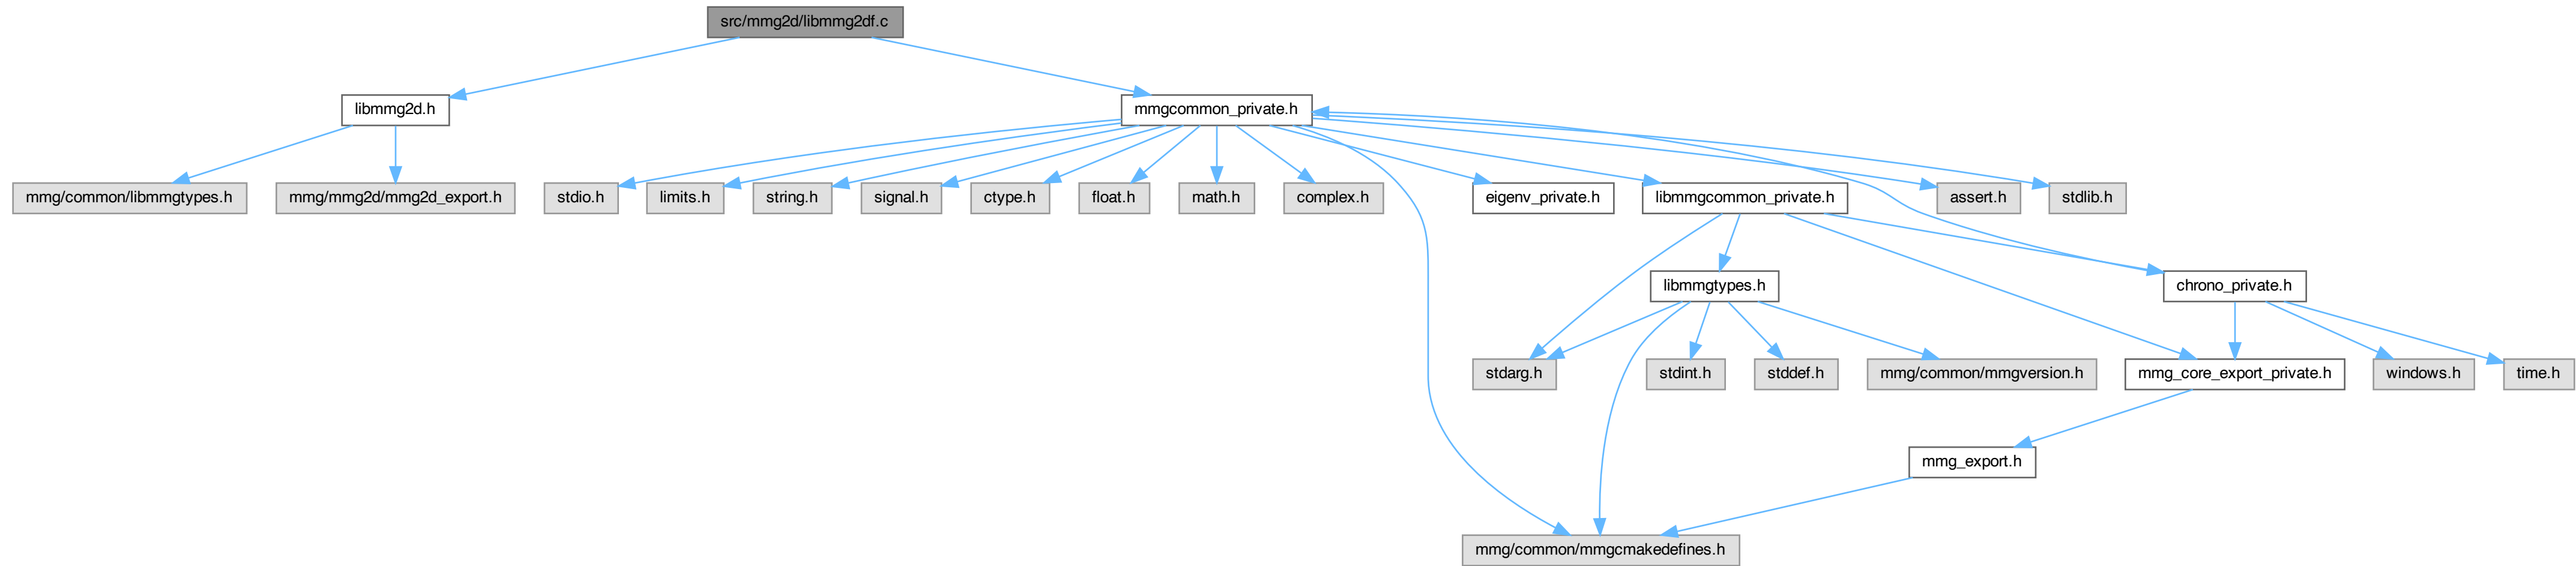 src/mmg2d/libmmg2df.c
libmmg2d.h
mmgcommon_private.h
mmg/common/libmmgtypes.h
mmg/mmg2d/mmg2d_export.h
stdio.h
limits.h
string.h
signal.h
ctype.h
float.h
math.h
complex.h
eigenv_private.h
libmmgcommon_private.h
assert.h
stdlib.h
libmmgtypes.h
chrono_private.h
stdarg.h
stdint.h
stddef.h
mmg/common/mmgversion.h
mmg_core_export_private.h
windows.h
time.h
mmg_export.h
mmg/common/mmgcmakedefines.h